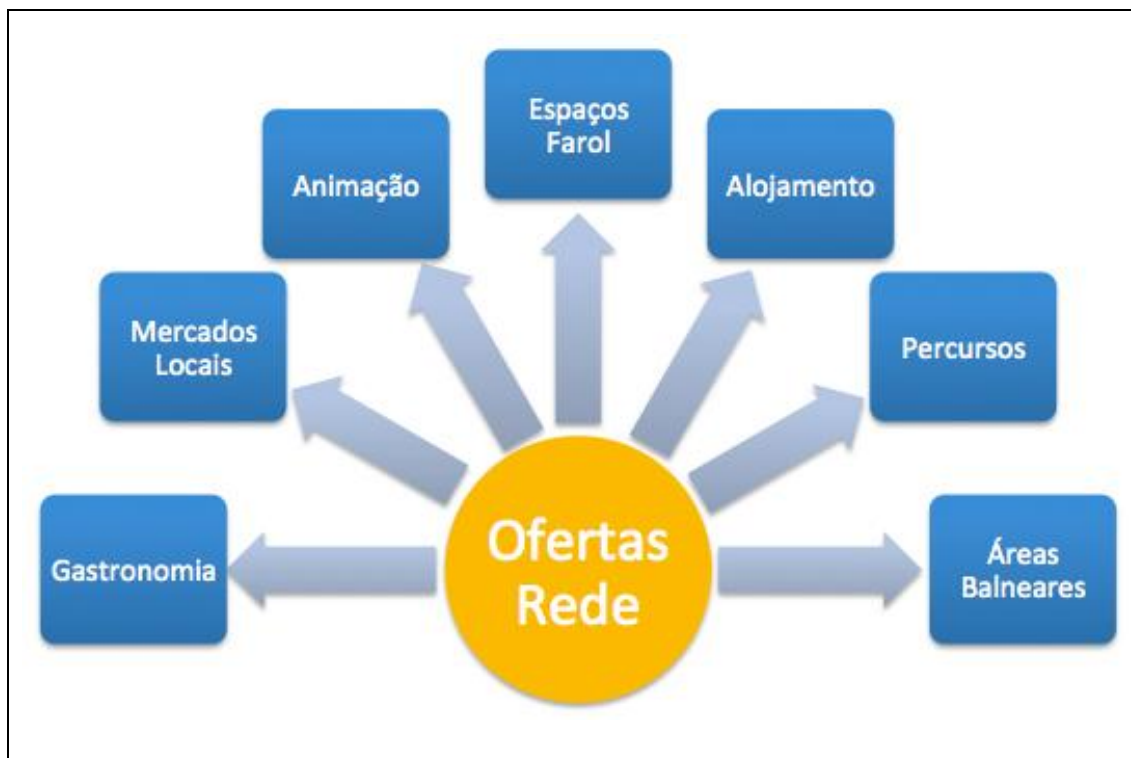 Espaços
Farol
Animação
Alojamento
Mercados
Locais
Percursos
Gastronomia
Ofertas
Rede
Áreas
Balneares